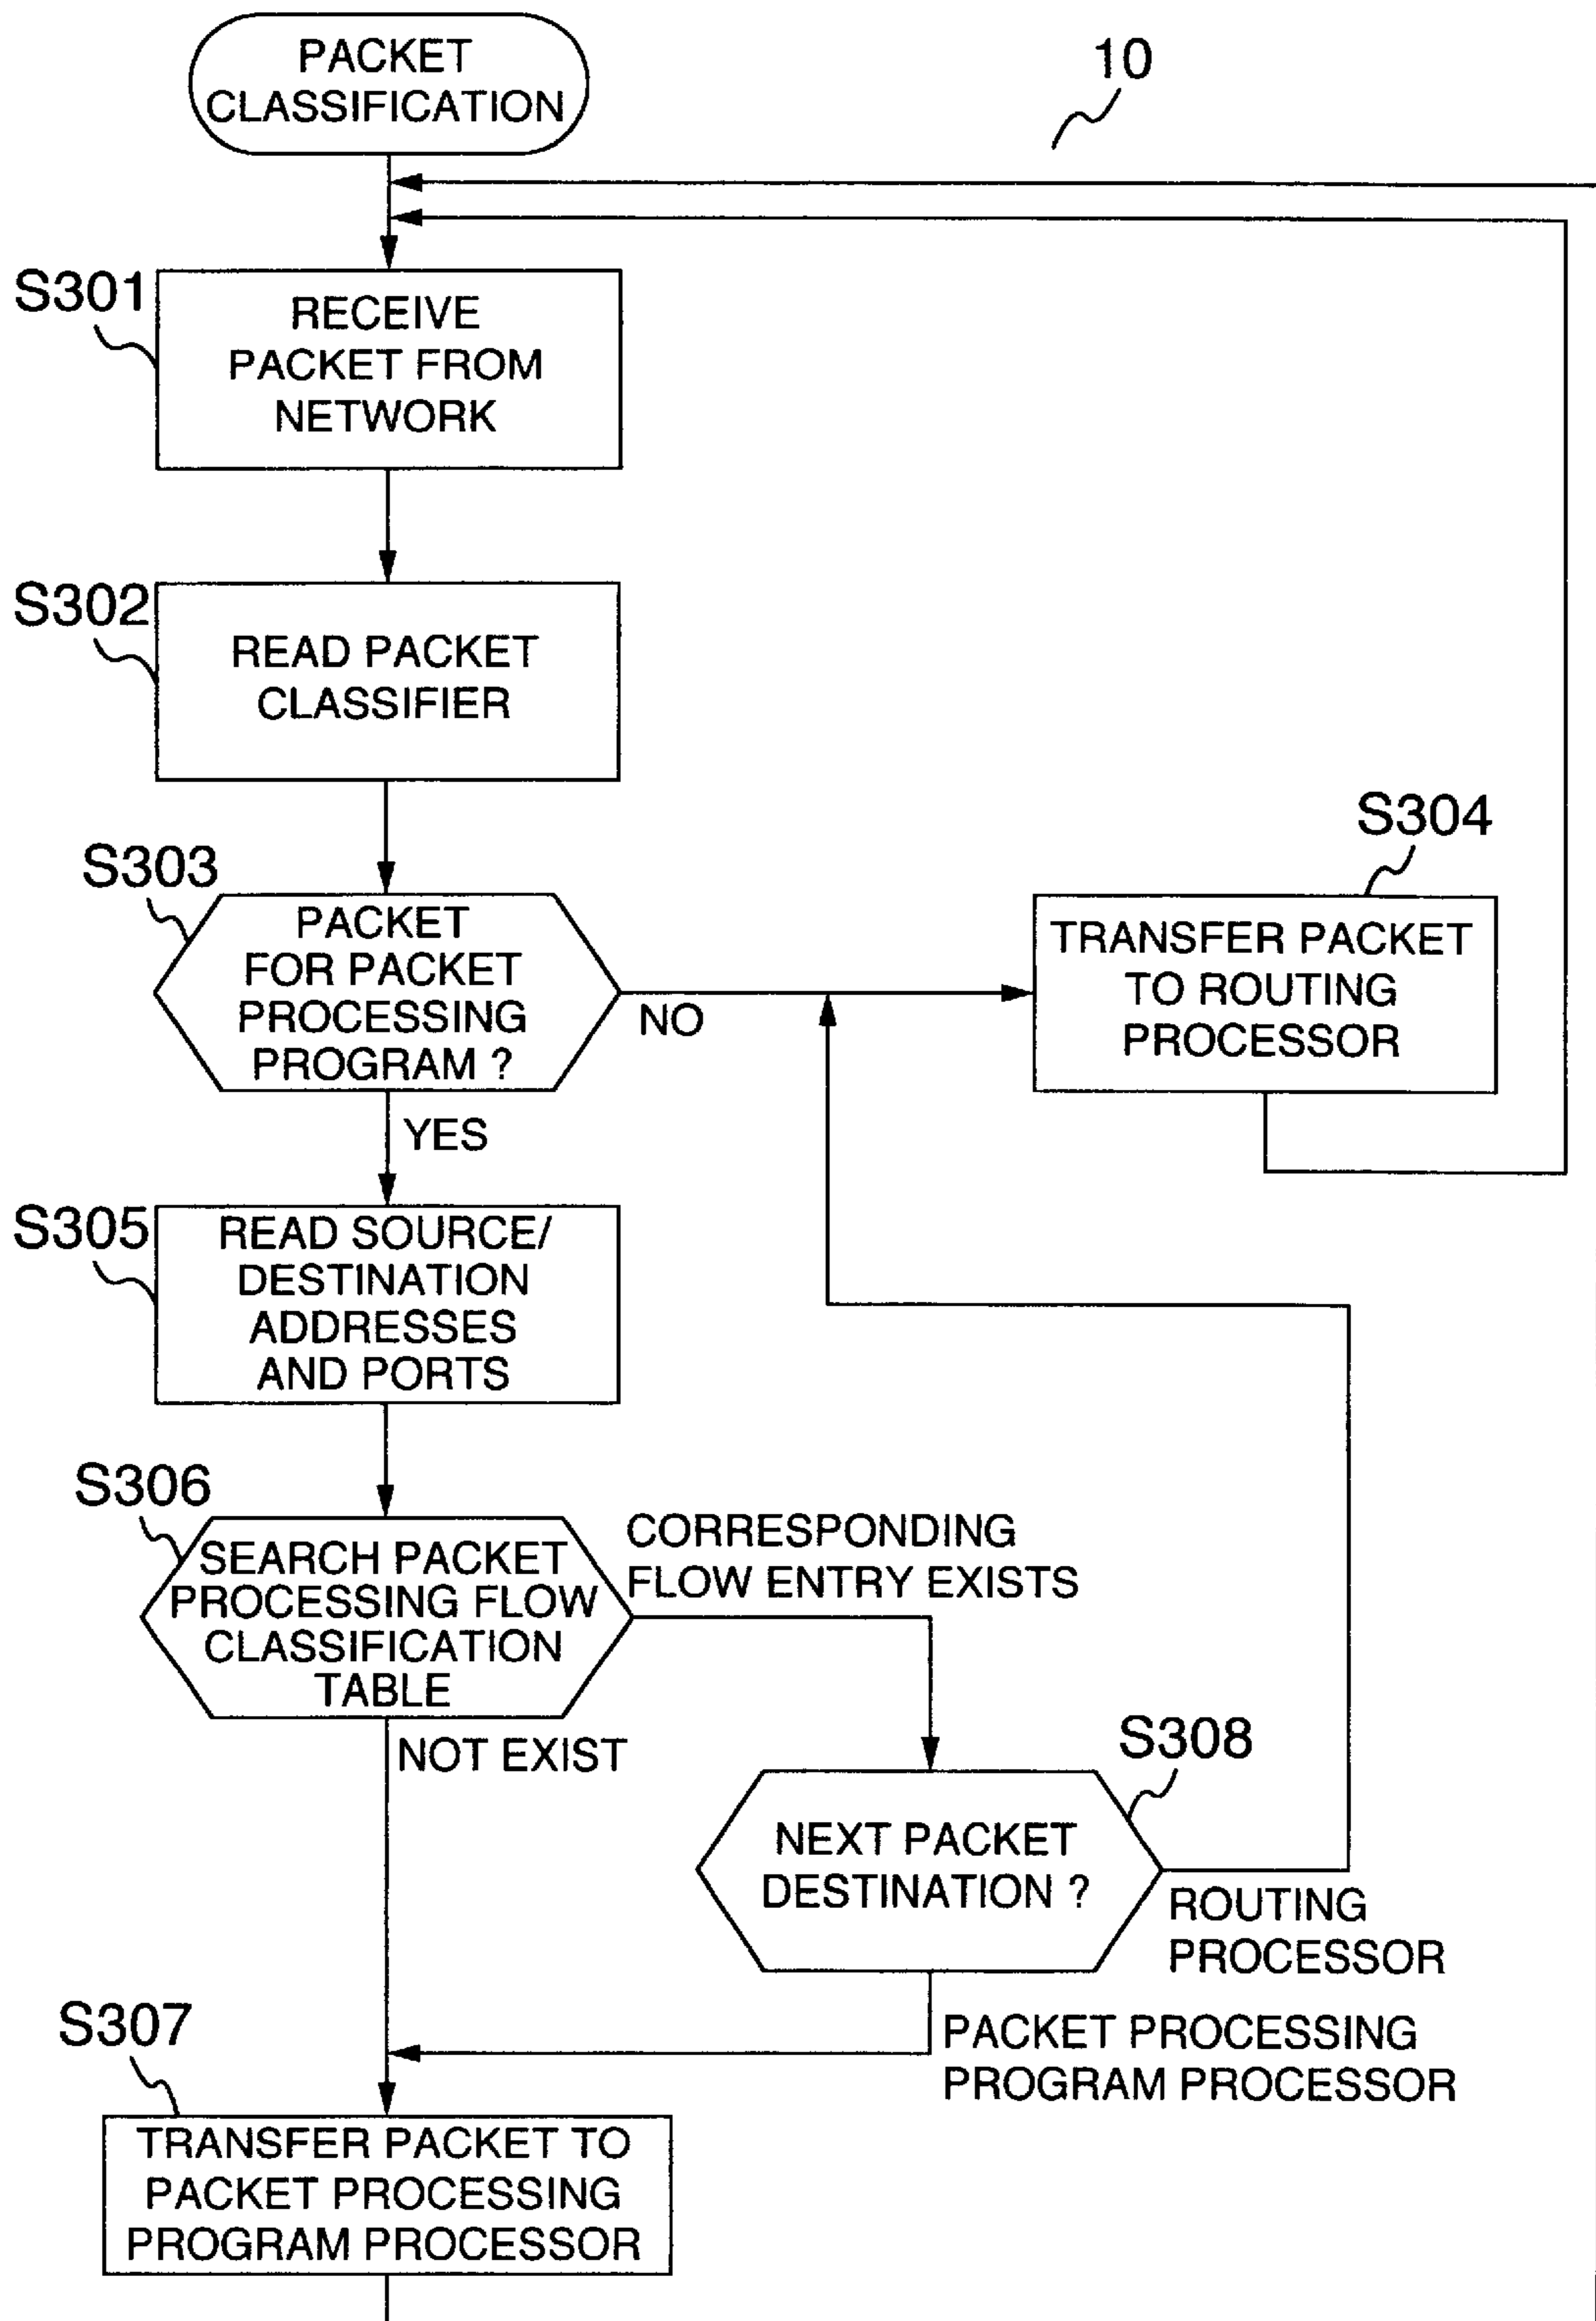 PACKET
CLASSIFICATION
10
S301
RECEIVE
PACKET FROM
NETWORK
S302
READ PACKET
CLASSIFIER
S303
PACKET
FOR PACKET
PROCESSING
PROGRAM ?
NO
YES
S304
TRANSFER PACKET
TO ROUTING
PROCESSOR
S305
READ SOURCE/
DESTINATION
ADDRESSES
AND PORTS
S306
SEARCH PACKET
PROCESSING FLOW
CLASSIFICATION
TABLE
CORRESPONDING
FLOW ENTRY EXISTS
NOT EXIST
S308
NEXT PACKET
DESTINATION ?
ROUTING
PROCESSOR
PACKET PROCESSING
PROGRAM PROCESSOR
S307
TRANSFER PACKET TO
PACKET PROCESSING
PROGRAM PROCESSOR